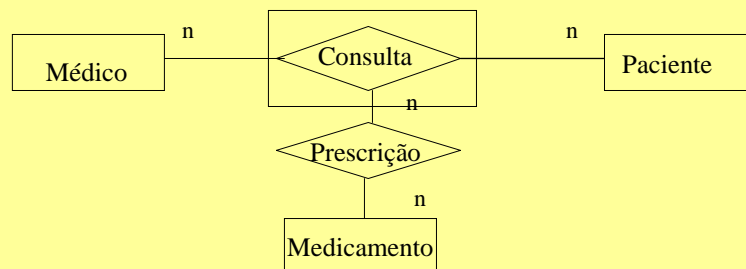 n
n
Médico
Consulta
Paciente
n
Prescrição
n
Medicamento